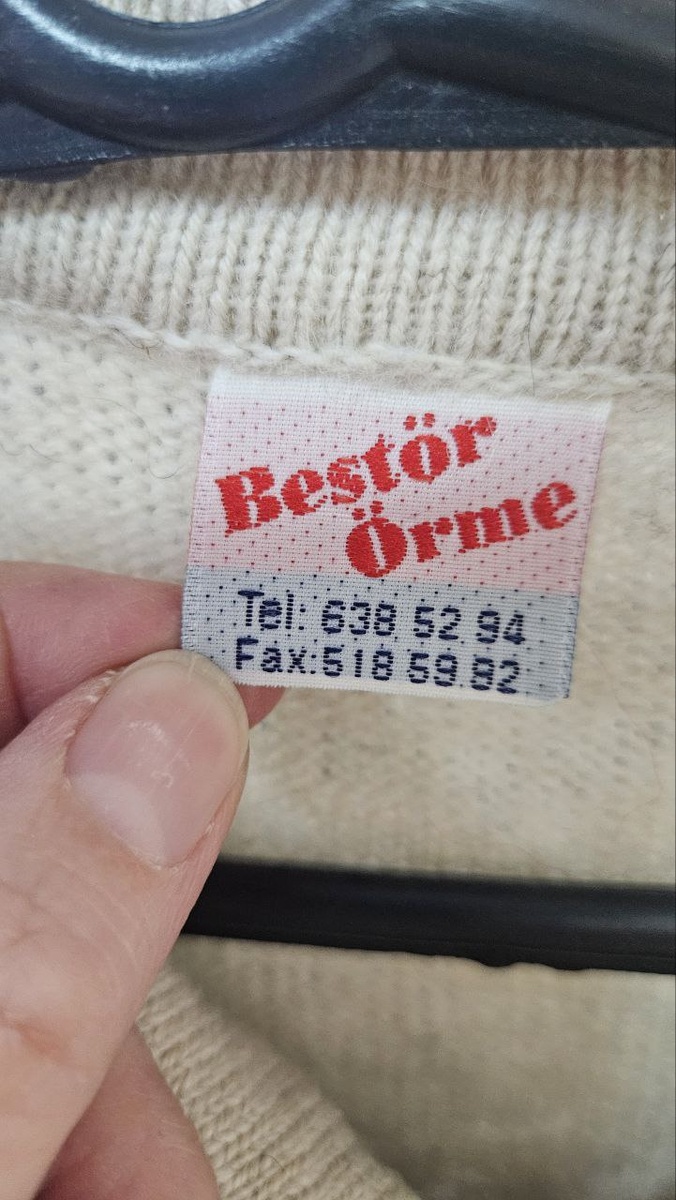 Bestör
Örme
Tel: 638 52 94
Fax:518 59.82